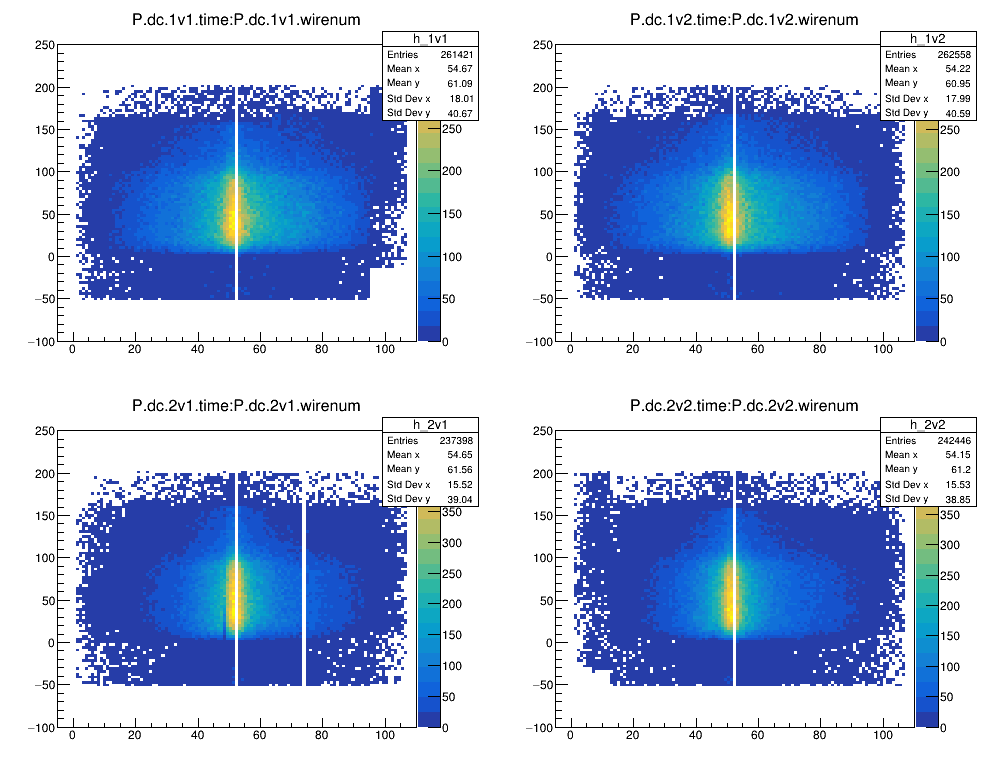 P.dc.1v1.time:P.dc.1v1.wirenum
h_1v1
Entries 261421
Mean x 54.67
Mean y 61.09
Std Dev x 18.01
Std Dev y 40.67
250
200
150
100
50
0
−50
−100
0 20 40 60 80 100
250
200
150
100
50
0
P.dc.1v2.time:P.dc.1v2.wirenum
h_1v2
Entries 262558
Mean x 54.22
Mean y 60.95
Std Dev x 17.99
Std Dev y 40.59
250
200
150
100
50
0
−50
−100
0 20 40 60 80 100
250
200
150
100
50
0
P.dc.2v1.time:P.dc.2v1.wirenum
h_2v1
Entries 237398
Mean x 54.65
Mean y 61.56
Std Dev x 15.52
Std Dev y 39.04
250
200
150
100
50
0
−50
−100
0 20 40 60 80 100
350
300
250
200
150
100
50
0
P.dc.2v2.time:P.dc.2v2.wirenum
h_2v2
Entries 242446
Mean x 54.15
Mean y 61.2
Std Dev x 15.53
Std Dev y 38.85
250
200
150
100
50
0
−50
−100
0 20 40 60 80 100
350
300
250
200
150
100
50
0